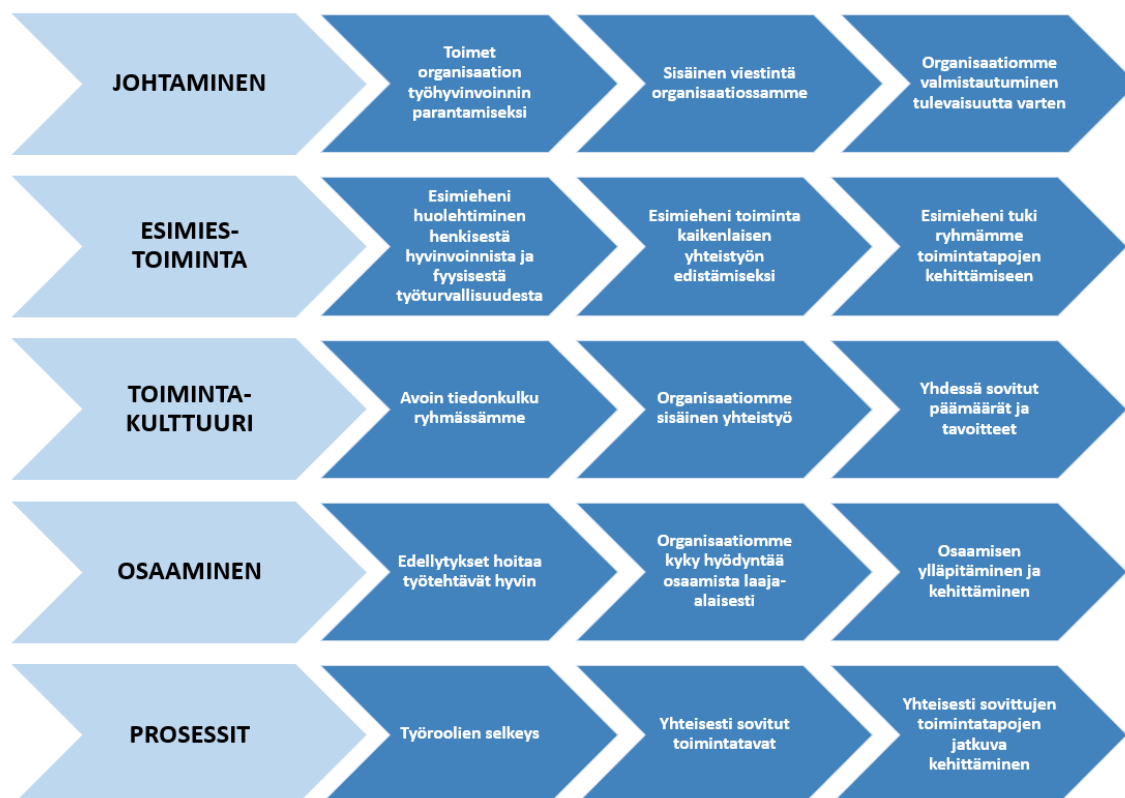 JOHTAMINEN
Toimet
organisaation
työhyvinvoinnin
parantamiseksi
Sisäinen viestintä
organisaatiossamme
Organisaatiomme
valmistautuminen
tulevaisuutta varten
ESIMIES-
TOIMINTA
Esimieheni
huolehtiminen
henkisestä
hyvinvoinnista ja
fyysisestä
työturvallisuudesta
Esimieheni toiminta
kaikenlaisen
yhteistyön
edistämiseksi
Esimieheni tuki
ryhmämme
toimintatapojen
kehittämiseen
TOIMINTA-
KULTTUURI
Avoin tiedonkulku
ryhmässämme
Organisaatiomme
sisäinen yhteistyö
Yhdessä sovitut
päämäärät ja
tavoitteet
OSAAMINEN
Edellytykset hoitaa
työtehtävät hyvin
Organisaatiomme
kyky hyödyntää
osaamista laaja-
alaisesti
Osaamisen
ylläpitäminen ja
kehittäminen
PROSESSIT
Työroolien selkeys
Yhteisesti sovitut
toimintatavat
Yhteisesti sovittujen
toimintatapojen
jatkuva
kehittäminen